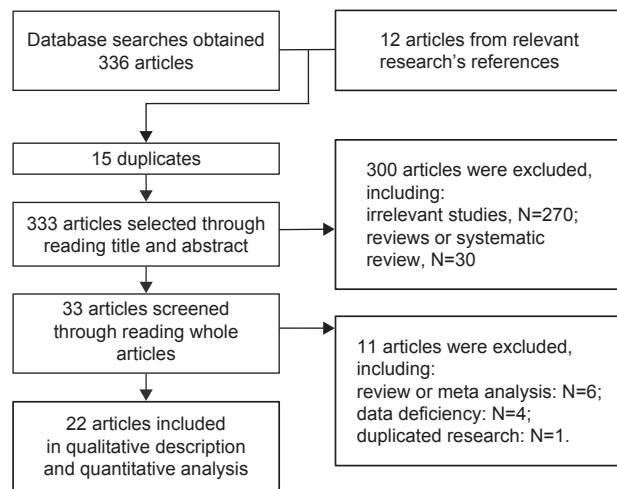 Database searches obtained
336 articles
12 articles from relevant
research's references
15 duplicates
300 articles were excluded,
including:
irrelevant studies, N=270;
reviews or systematic
review, N=30
333 articles selected through
reading title and abstract
33 articles screened
through reading whole
articles
11 articles were excluded,
including:
review or meta analysis: N=6;
data deficiency: N=4;
duplicated research: N=1.
22 articles included
in qualitative description
and quantitative analysis